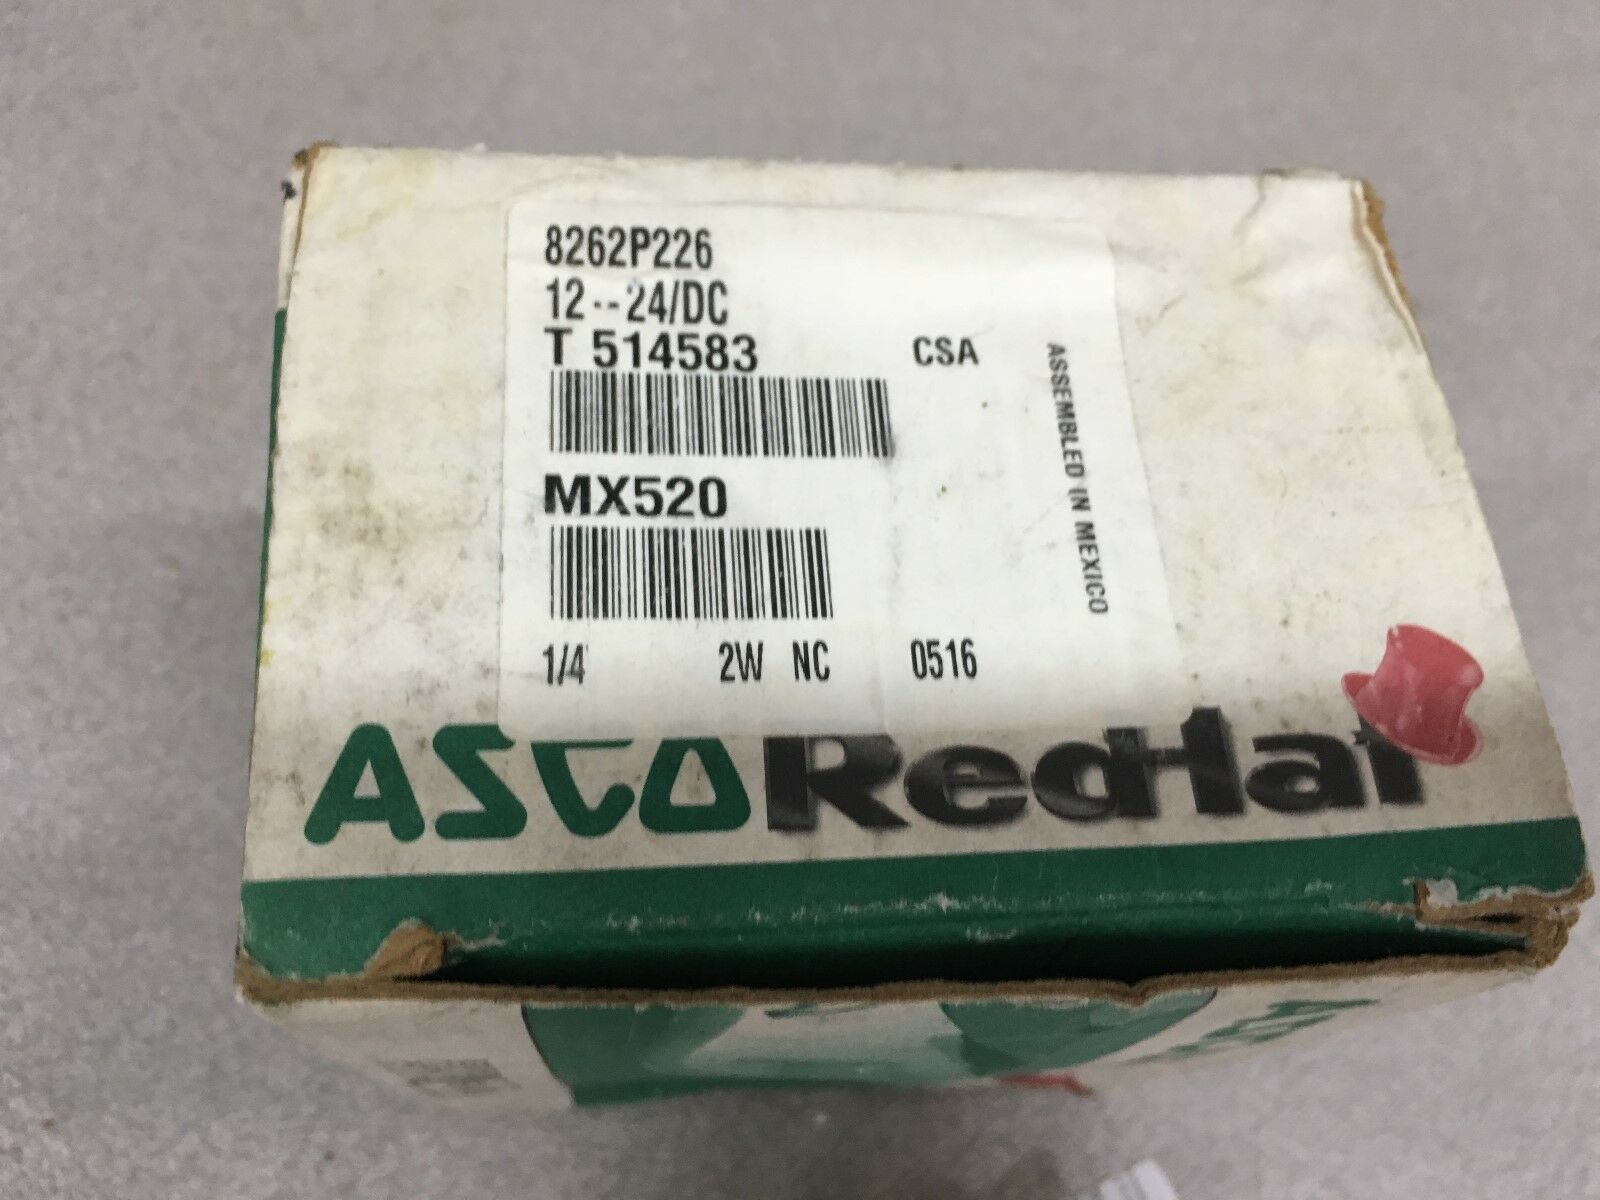 8262P226
12--24/DC
T 514583
CSA
MX520
1/4 2W NC 0516
ASSEMBLED IN MEXICO
ASCO RedHat